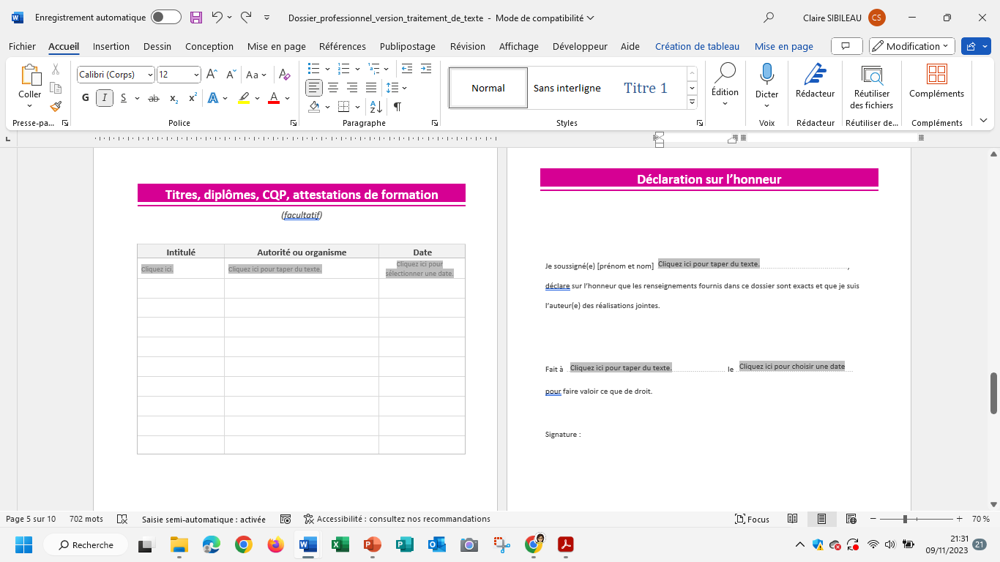 Enregistrement automatique
Dossier_professionnel_version_traitement_de_texte - Mode de compatibilité
Claire SIBILEAU
CS
Fichier Accueil Insertion Dessin Conception Mise en page Références Publipostage Révision Affichage Développeur Aide Création de tableau Mise en page
Modification
Coller
Presse-pa...
Calibri (Corps) 12
Aa
G I S ab x₂ x² A A
Police
Paragraphe
Normal
Sans interligne
Titre 1
Styles
Édition
Dicter
Voix
Rédacteur
Rédacteur
Réutiliser
des fichiers
Réutiliser de...
Compléments
Compléments
Titres, diplômes, CQP, attestations de formation
(facultatif)
Intitulé Autorité ou organisme Date
Cliquez ici. Cliquez ici pour taper du texte. Cliquez ici pour
sélectionner une date.
Déclaration sur l’honneur
Je soussigné(e) [prénom et nom] Cliquez ici pour taper du texte. ,
déclare sur l’honneur que les renseignements fournis dans ce dossier sont exacts et que je suis
l’auteur(e) des réalisations jointes.
Fait à Cliquez ici pour taper du texte. le Cliquez ici pour choisir une date
pour faire valoir ce que de droit.
Signature :
Page 5 sur 10 702 mots Saisie semi-automatique : activée Accessibilité : consultez nos recommandations Focus 70 %
Recherche
21:31
09/11/2023
21